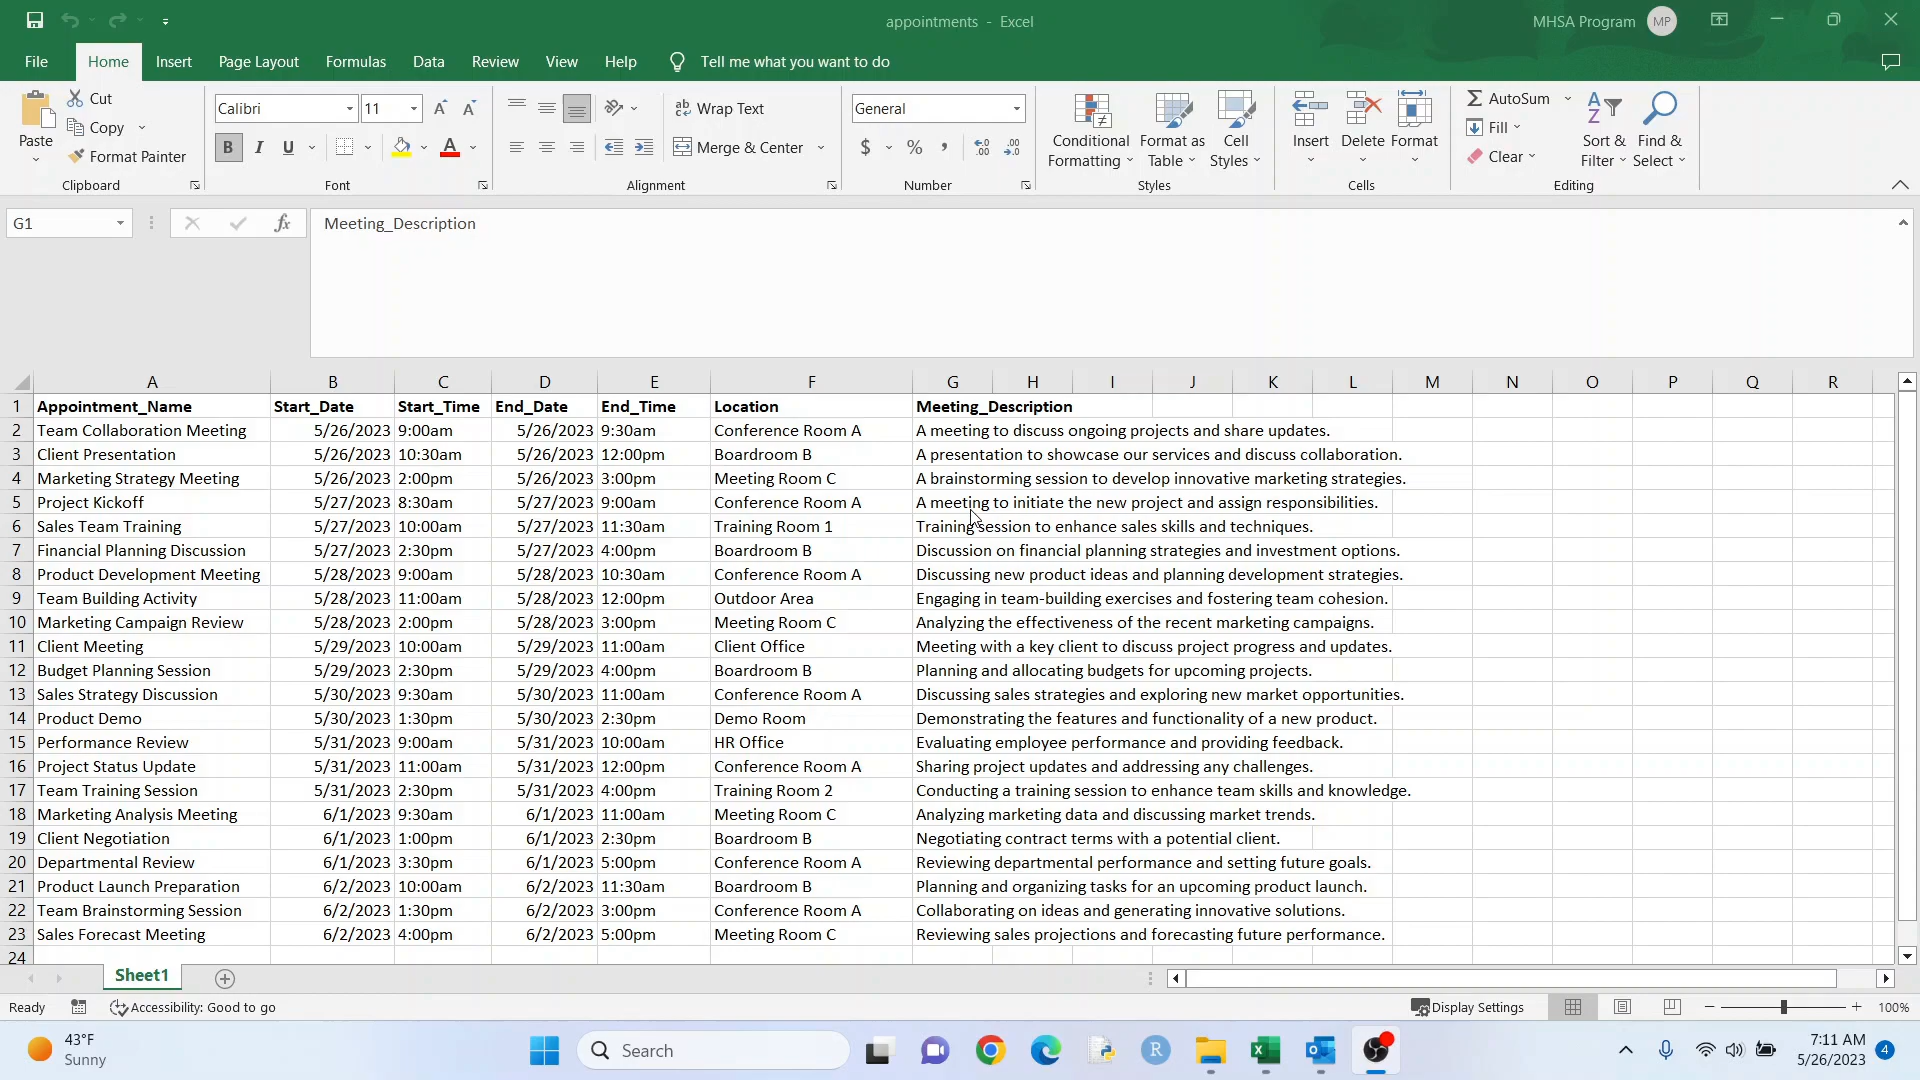 appointments - Excel
MHSA Program MP
File Home Insert Page Layout Formulas Data Review View Help Tell me what you want to do
Paste
Cut
Copy
Format Painter
Clipboard
Calibri 11
B I U
Font
Wrap Text
Merge & Center
Alignment
General
$ % ,
Number
Conditional Formatting
Format as Table
Cell Styles
Styles
Insert Delete Format
Cells
AutoSum
Fill
Clear
Sort & Filter
Find & Select
Editing
G1 fx Meeting_Description
A B C D E F G H I J K L M N O P Q R
1 Appointment_Name Start_Date Start_Time End_Date End_Time Location Meeting_Description
2 Team Collaboration Meeting 5/26/2023 9:00am 5/26/2023 9:30am Conference Room A A meeting to discuss ongoing projects and share updates.
3 Client Presentation 5/26/2023 10:30am 5/26/2023 12:00pm Boardroom B A presentation to showcase our services and discuss collaboration.
4 Marketing Strategy Meeting 5/26/2023 2:00pm 5/26/2023 3:00pm Meeting Room C A brainstorming session to develop innovative marketing strategies.
5 Project Kickoff 5/27/2023 8:30am 5/27/2023 9:00am Conference Room A A meeting to initiate the new project and assign responsibilities.
6 Sales Team Training 5/27/2023 10:00am 5/27/2023 11:30am Training Room 1 Training session to enhance sales skills and techniques.
7 Financial Planning Discussion 5/27/2023 2:30pm 5/27/2023 4:00pm Boardroom B Discussion on financial planning strategies and investment options.
8 Product Development Meeting 5/28/2023 9:00am 5/28/2023 10:30am Conference Room A Discussing new product ideas and planning development strategies.
9 Team Building Activity 5/28/2023 11:00am 5/28/2023 12:00pm Outdoor Area Engaging in team-building exercises and fostering team cohesion.
10 Marketing Campaign Review 5/28/2023 2:00pm 5/28/2023 3:00pm Meeting Room C Analyzing the effectiveness of the recent marketing campaigns.
11 Client Meeting 5/29/2023 10:00am 5/29/2023 11:00am Client Office Meeting with a key client to discuss project progress and updates.
12 Budget Planning Session 5/29/2023 2:30pm 5/29/2023 4:00pm Boardroom B Planning and allocating budgets for upcoming projects.
13 Sales Strategy Discussion 5/30/2023 9:30am 5/30/2023 11:00am Conference Room A Discussing sales strategies and exploring new market opportunities.
14 Product Demo 5/30/2023 1:30pm 5/30/2023 2:30pm Demo Room Demonstrating the features and functionality of a new product.
15 Performance Review 5/31/2023 9:00am 5/31/2023 10:00am HR Office Evaluating employee performance and providing feedback.
16 Project Status Update 5/31/2023 11:00am 5/31/2023 12:00pm Conference Room A Sharing project updates and addressing any challenges.
17 Team Training Session 5/31/2023 2:30pm 5/31/2023 4:00pm Training Room 2 Conducting a training session to enhance team skills and knowledge.
18 Marketing Analysis Meeting 6/1/2023 9:30am 6/1/2023 11:00am Meeting Room C Analyzing marketing data and discussing market trends.
19 Client Negotiation 6/1/2023 1:00pm 6/1/2023 2:30pm Boardroom B Negotiating contract terms with a potential client.
20 Departmental Review 6/1/2023 3:30pm 6/1/2023 5:00pm Conference Room A Reviewing departmental performance and setting future goals.
21 Product Launch Preparation 6/2/2023 10:00am 6/2/2023 11:30am Boardroom B Planning and organizing tasks for an upcoming product launch.
22 Team Brainstorming Session 6/2/2023 1:30pm 6/2/2023 3:00pm Conference Room A Collaborating on ideas and generating innovative solutions.
23 Sales Forecast Meeting 6/2/2023 4:00pm 6/2/2023 5:00pm Meeting Room C Reviewing sales projections and forecasting future performance.
24
Sheet1
Ready Accessibility: Good to go Display Settings 100%
43°F
Sunny
Search
7:11 AM
5/26/2023
4